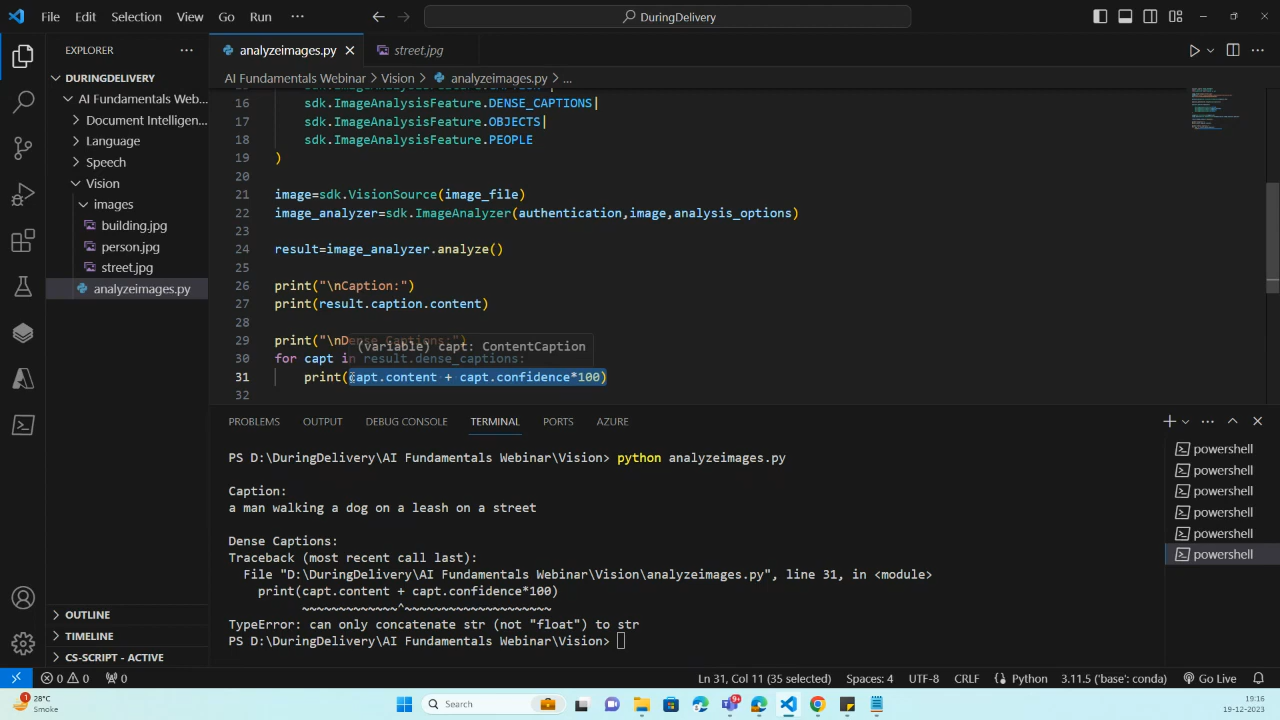 File Edit Selection View Go Run ··· DuringDelivery
EXPLORER ···
DURINGDELIVERY
AI Fundamentals Web...
Document Intelligen...
Language
Speech
Vision
images
building.jpg
person.jpg
street.jpg
analyzeimages.py
OUTLINE
TIMELINE
CS-SCRIPT - ACTIVE
analyzeimages.py street.jpg
AI Fundamentals Webinar > Vision > analyzeimages.py > ...
16 sdk.ImageAnalysisFeature.DENSE_CAPTIONS|
17 sdk.ImageAnalysisFeature.OBJECTS|
18 sdk.ImageAnalysisFeature.PEOPLE
19 )
20
21 image=sdk.VisionSource(image_file)
22 image_analyzer=sdk.ImageAnalyzer(authentication,image,analysis_options)
23
24 result=image_analyzer.analyze()
25
26 print("\nCaption:")
27 print(result.caption.content)
28
29 print("\nDense Captions:")
(variable) capt: ContentCaption
30 for capt in result.dense_captions:
31 print(capt.content + capt.confidence*100)
32
PROBLEMS OUTPUT DEBUG CONSOLE TERMINAL PORTS AZURE
PS D:\DuringDelivery\AI Fundamentals Webinar\Vision> python analyzeimages.py
Caption:
a man walking a dog on a leash on a street
Dense Captions:
Traceback (most recent call last):
File "D:\DuringDelivery\AI Fundamentals Webinar\Vision\analyzeimages.py", line 31, in <module>
print(capt.content + capt.confidence*100)
~~~~~~~~~~~~~^~~~~~~~~~~~~~~~~~~~~
TypeError: can only concatenate str (not "float") to str
PS D:\DuringDelivery\AI Fundamentals Webinar\Vision>
powershell
powershell
powershell
powershell
powershell
powershell
0 0 0 Ln 31, Col 11 (35 selected) Spaces: 4 UTF-8 CRLF Python 3.11.5 ('base': conda) Go Live
1 28°C
Smoke
Search
9+
19:16
19-12-2023